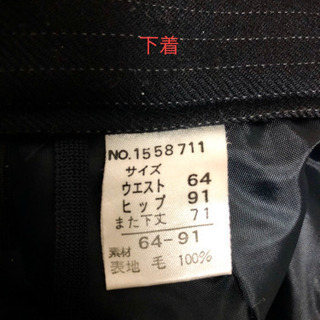 下着
NO.1558711
サイズ
ウエスト 64
ヒップ 91
また下丈 71
64-91
素材
表地 毛 100%